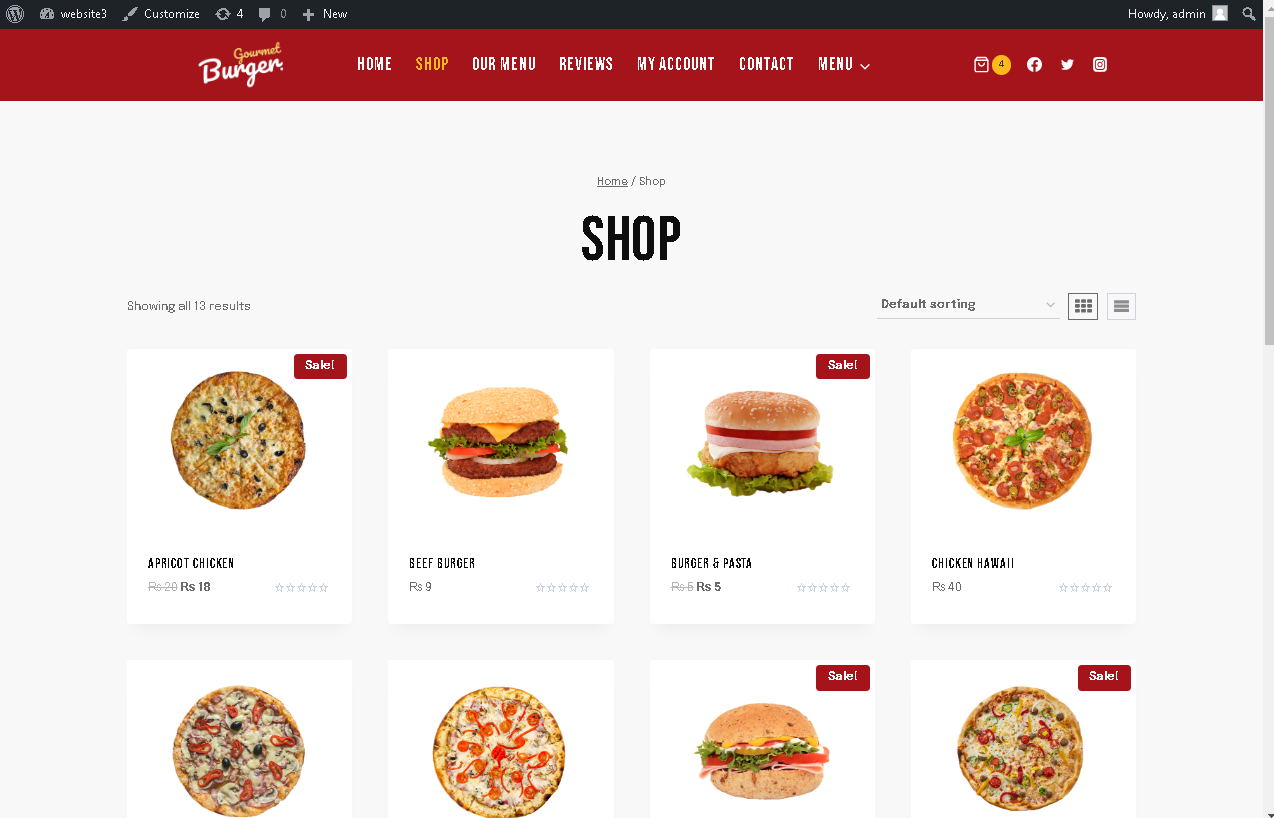 website3 Customize 4 0 New Howdy, admin
Gourmet
Burger
HOME SHOP OUR MENU REVIEWS MY ACCOUNT CONTACT MENU 4
Home / Shop
SHOP
Showing all 13 results Default sorting
Sale! Sale!
APRICOT CHICKEN BEEF BURGER BURGER & PASTA CHICKEN HAWAII
Rs 20 Rs 18 Rs 9 Rs 5 Rs 5 Rs 40
Sale! Sale!